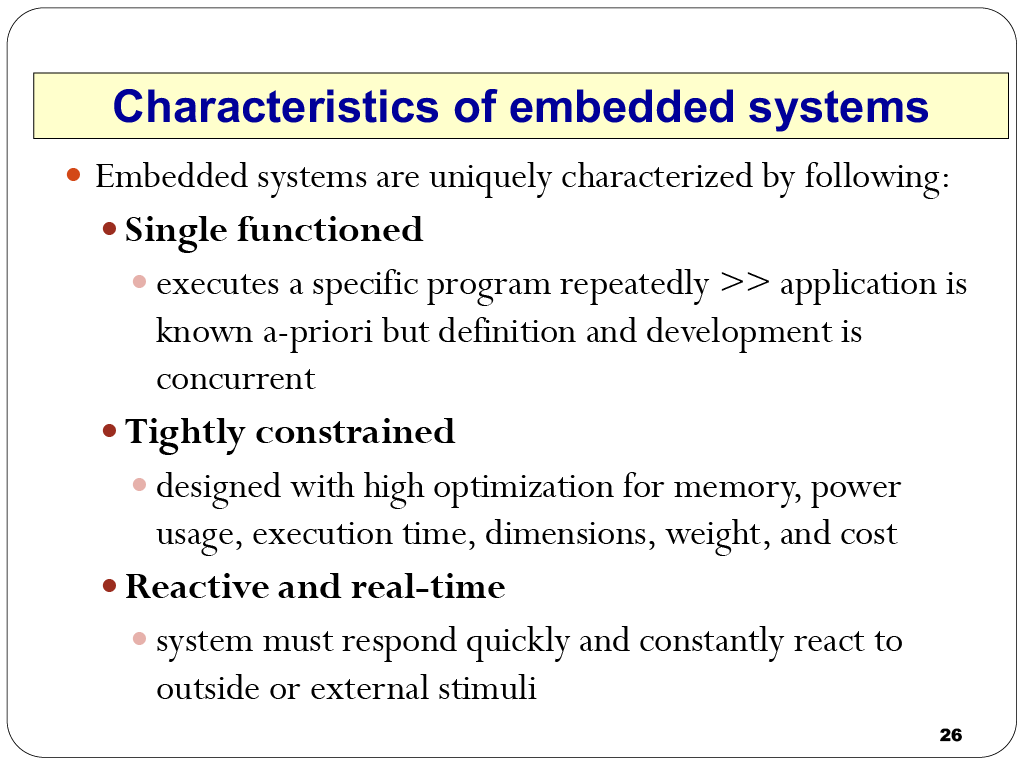 Characteristics of embedded systems
Embedded systems are uniquely characterized by following:
Single functioned
executes a specific program repeatedly >> application is
known a-priori but definition and development is
concurrent
Tightly constrained
designed with high optimization for memory, power
usage, execution time, dimensions, weight, and cost
Reactive and real-time
system must respond quickly and constantly react to
outside or external stimuli
26